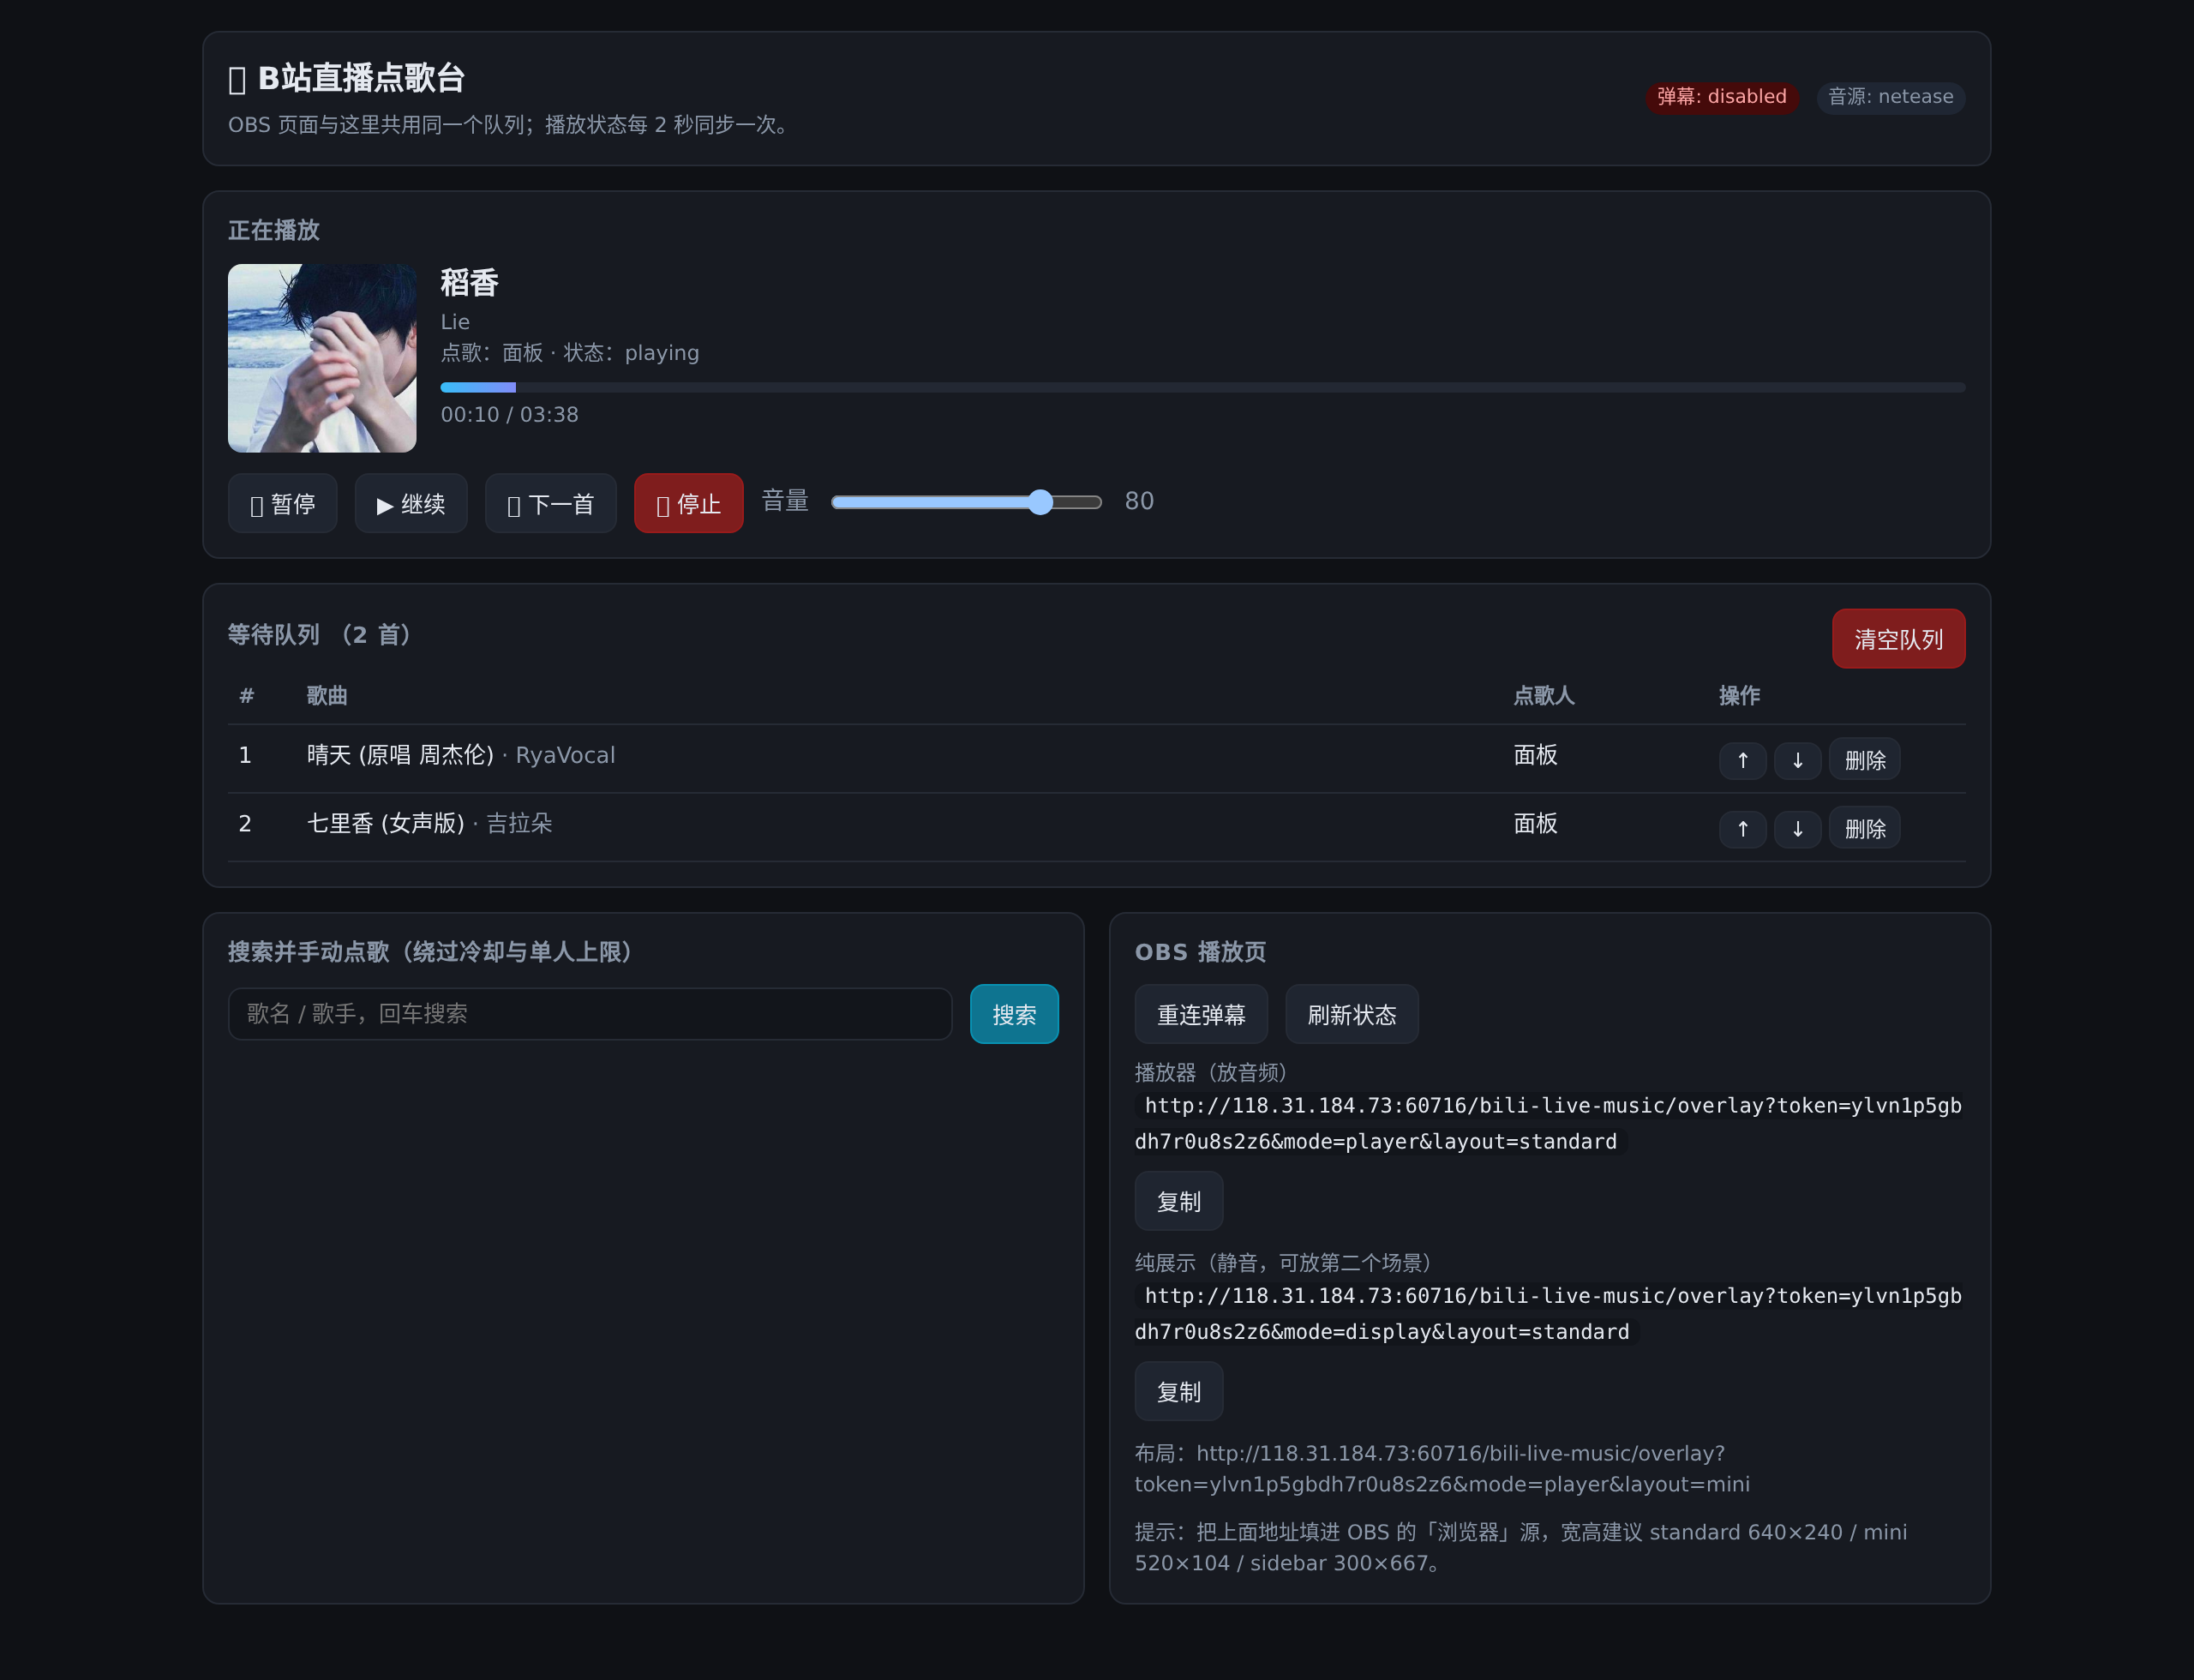 B站直播点歌台
OBS 页面与这里共用同一个队列；播放状态每 2 秒同步一次。
弹幕: disabled
音源: netease
正在播放
稻香
Lie
点歌：面板 · 状态：playing
00:10 / 03:38
暂停
▶ 继续
下一首
停止
音量
80
等待队列 （2 首）
清空队列
# 歌曲 点歌人 操作
1 晴天 (原唱 周杰伦) · RyaVocal 面板 ↑ ↓ 删除
2 七里香 (女声版) · 吉拉朵 面板 ↑ ↓ 删除
搜索并手动点歌（绕过冷却与单人上限）
歌名 / 歌手，回车搜索
搜索
OBS 播放页
重连弹幕
刷新状态
播放器（放音频）
http://118.31.184.73:60716/bili-live-music/overlay?token=ylvn1p5gb
dh7r0u8s2z6&mode=player&layout=standard
复制
纯展示（静音，可放第二个场景）
http://118.31.184.73:60716/bili-live-music/overlay?token=ylvn1p5gb
dh7r0u8s2z6&mode=display&layout=standard
复制
布局：http://118.31.184.73:60716/bili-live-music/overlay?
token=ylvn1p5gbdh7r0u8s2z6&mode=player&layout=mini
提示：把上面地址填进 OBS 的「浏览器」源，宽高建议 standard 640×240 / mini
520×104 / sidebar 300×667。